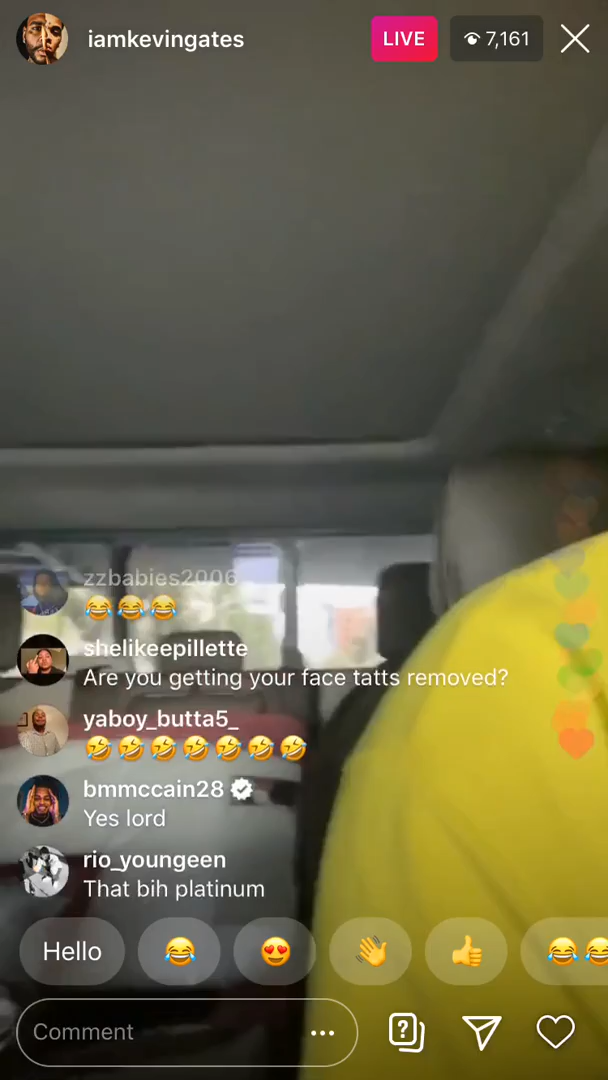 iamkevingates
LIVE
7,161
zzbabies2006
😂😂😂
shelikeepillette
Are you getting your face tatts removed?
yaboy_butta5_
🤣🤣🤣🤣🤣🤣🤣
bmmccain28
Yes lord
rio_youngeen
That bih platinum
Hello 😂 😍 👋 👍 😂😂
Comment